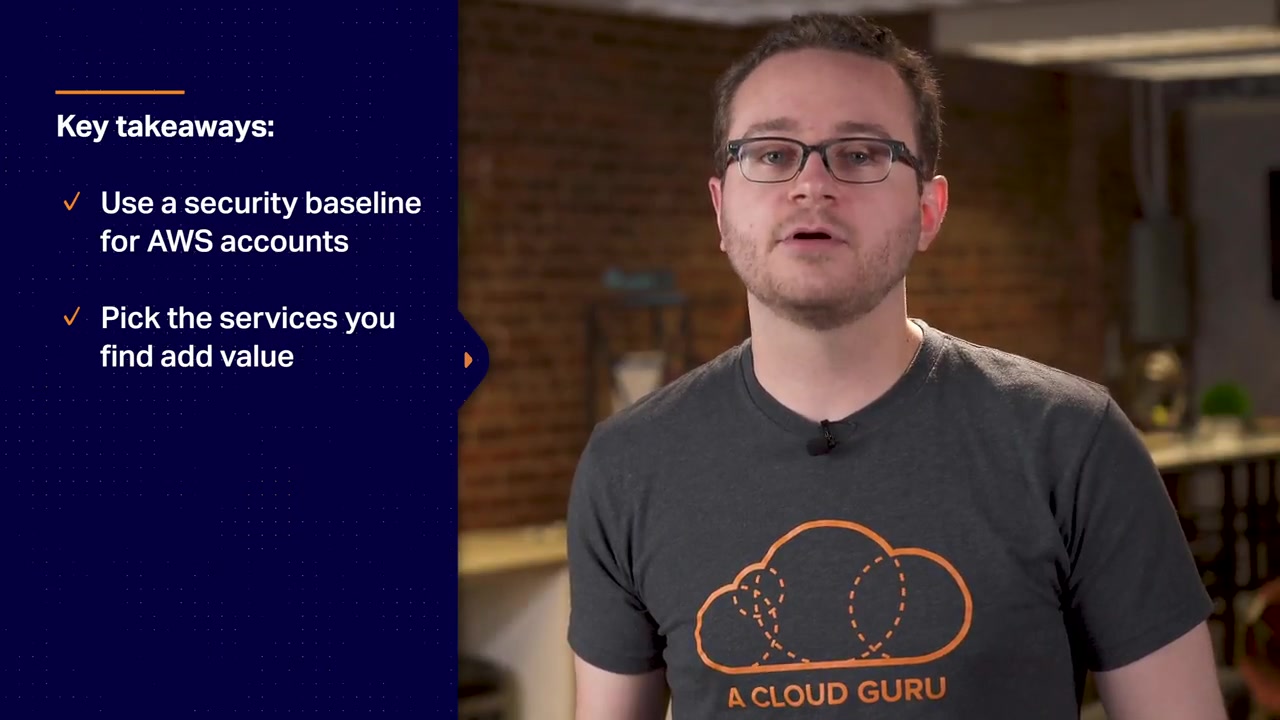 Key takeaways:
Use a security baseline
for AWS accounts
Pick the services you
find add value
A CLOUD GURU